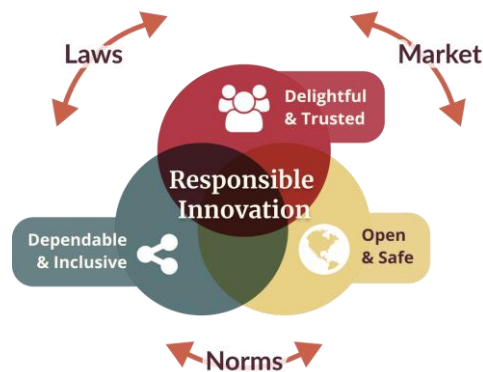 Laws
Market
Delightful
& Trusted
Responsible
Innovation
Dependable
& Inclusive
Open
& Safe
Norms